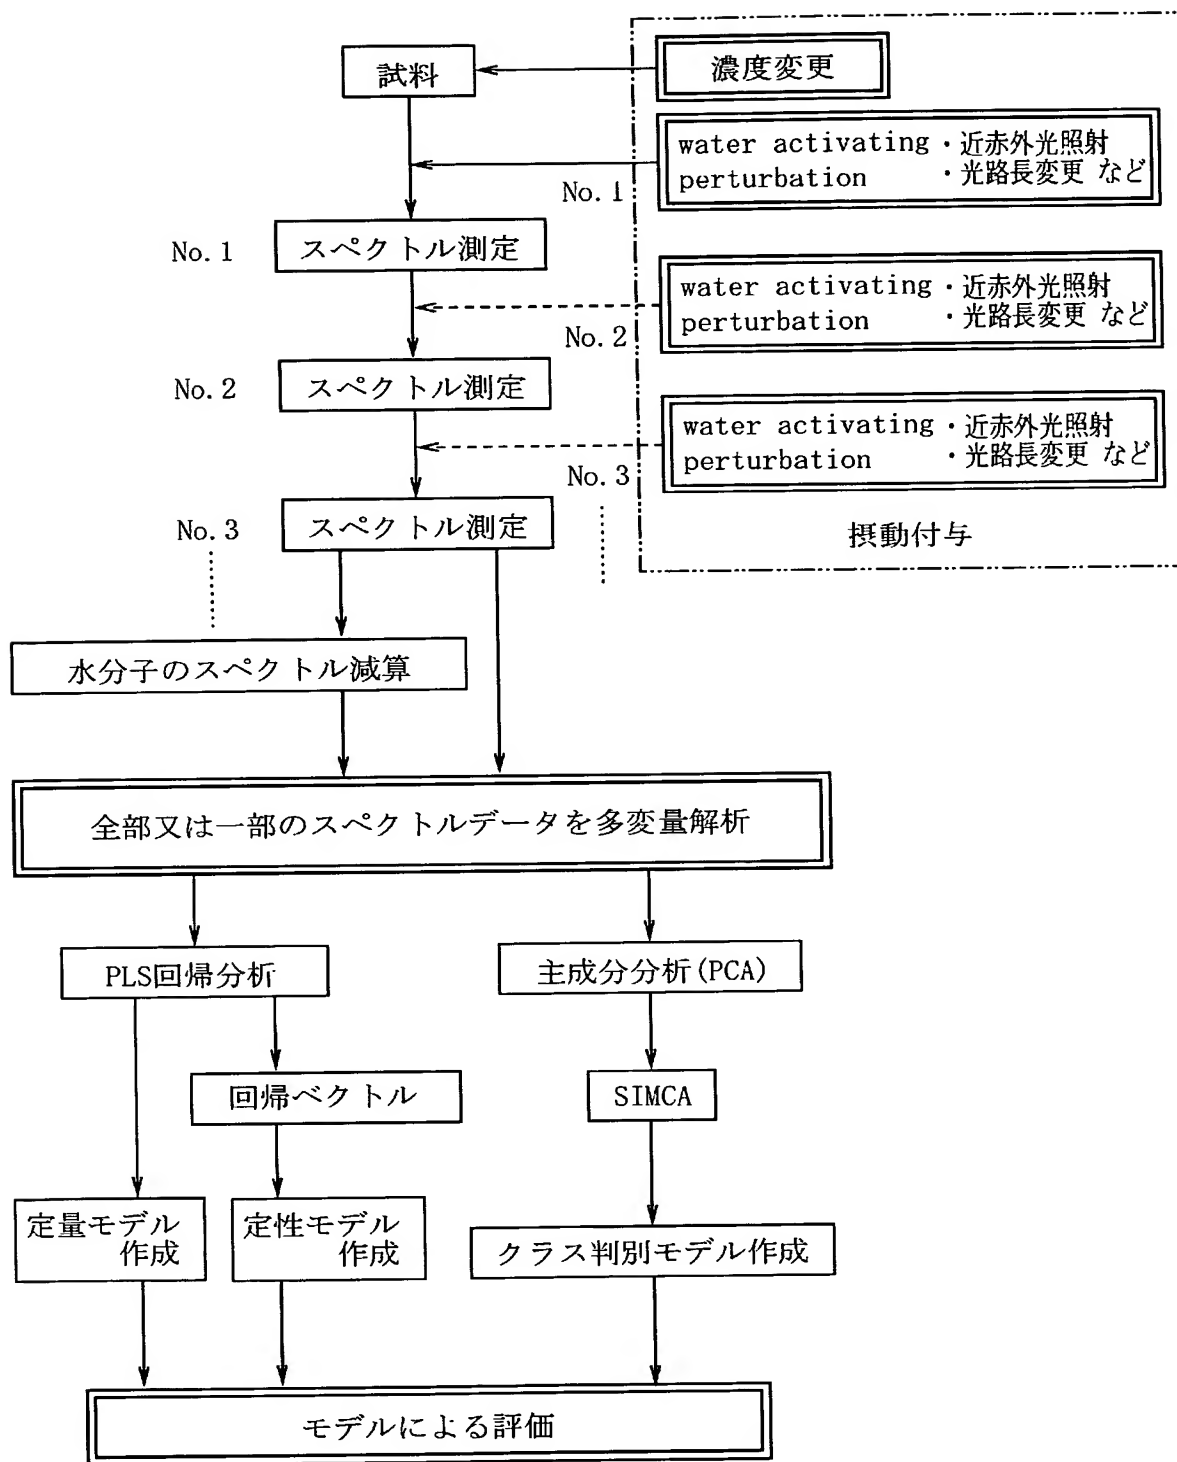 試料
濃度変更
water activating ・近赤外光照射
perturbation ・光路長変更 など
No.1
No.1
スペクトル測定
water activating ・近赤外光照射
perturbation ・光路長変更 など
No.2
No.2
スペクトル測定
water activating ・近赤外光照射
perturbation ・光路長変更 など
No.3
No.3
スペクトル測定
摂動付与
水分子のスペクトル減算
全部又は一部のスペクトルデータを多変量解析
PLS回帰分析
主成分分析(PCA)
回帰ベクトル
SIMCA
定量モデル
作成
定性モデル
作成
クラス判別モデル作成
モデルによる評価